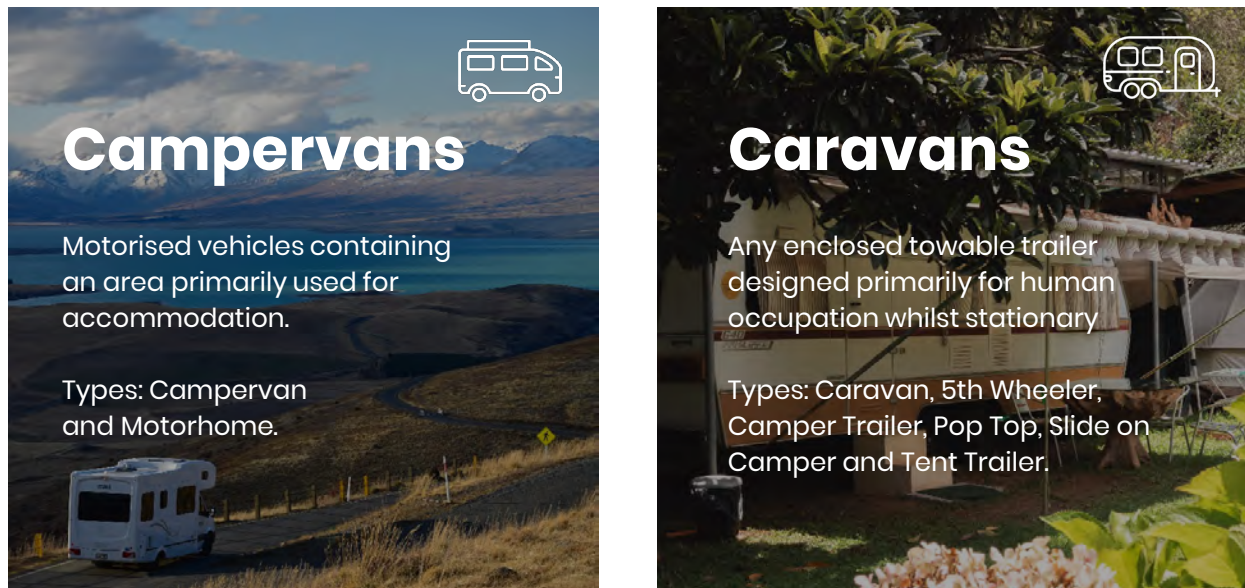 Campervans
Motorised vehicles containing
an area primarily used for
accommodation.
Types: Campervan
and Motorhome.
Caravans
Any enclosed towable trailer
designed primarily for human
occupation whilst stationary
Types: Caravan, 5th Wheeler,
Camper Trailer, Pop Top, Slide on
Camper and Tent Trailer.